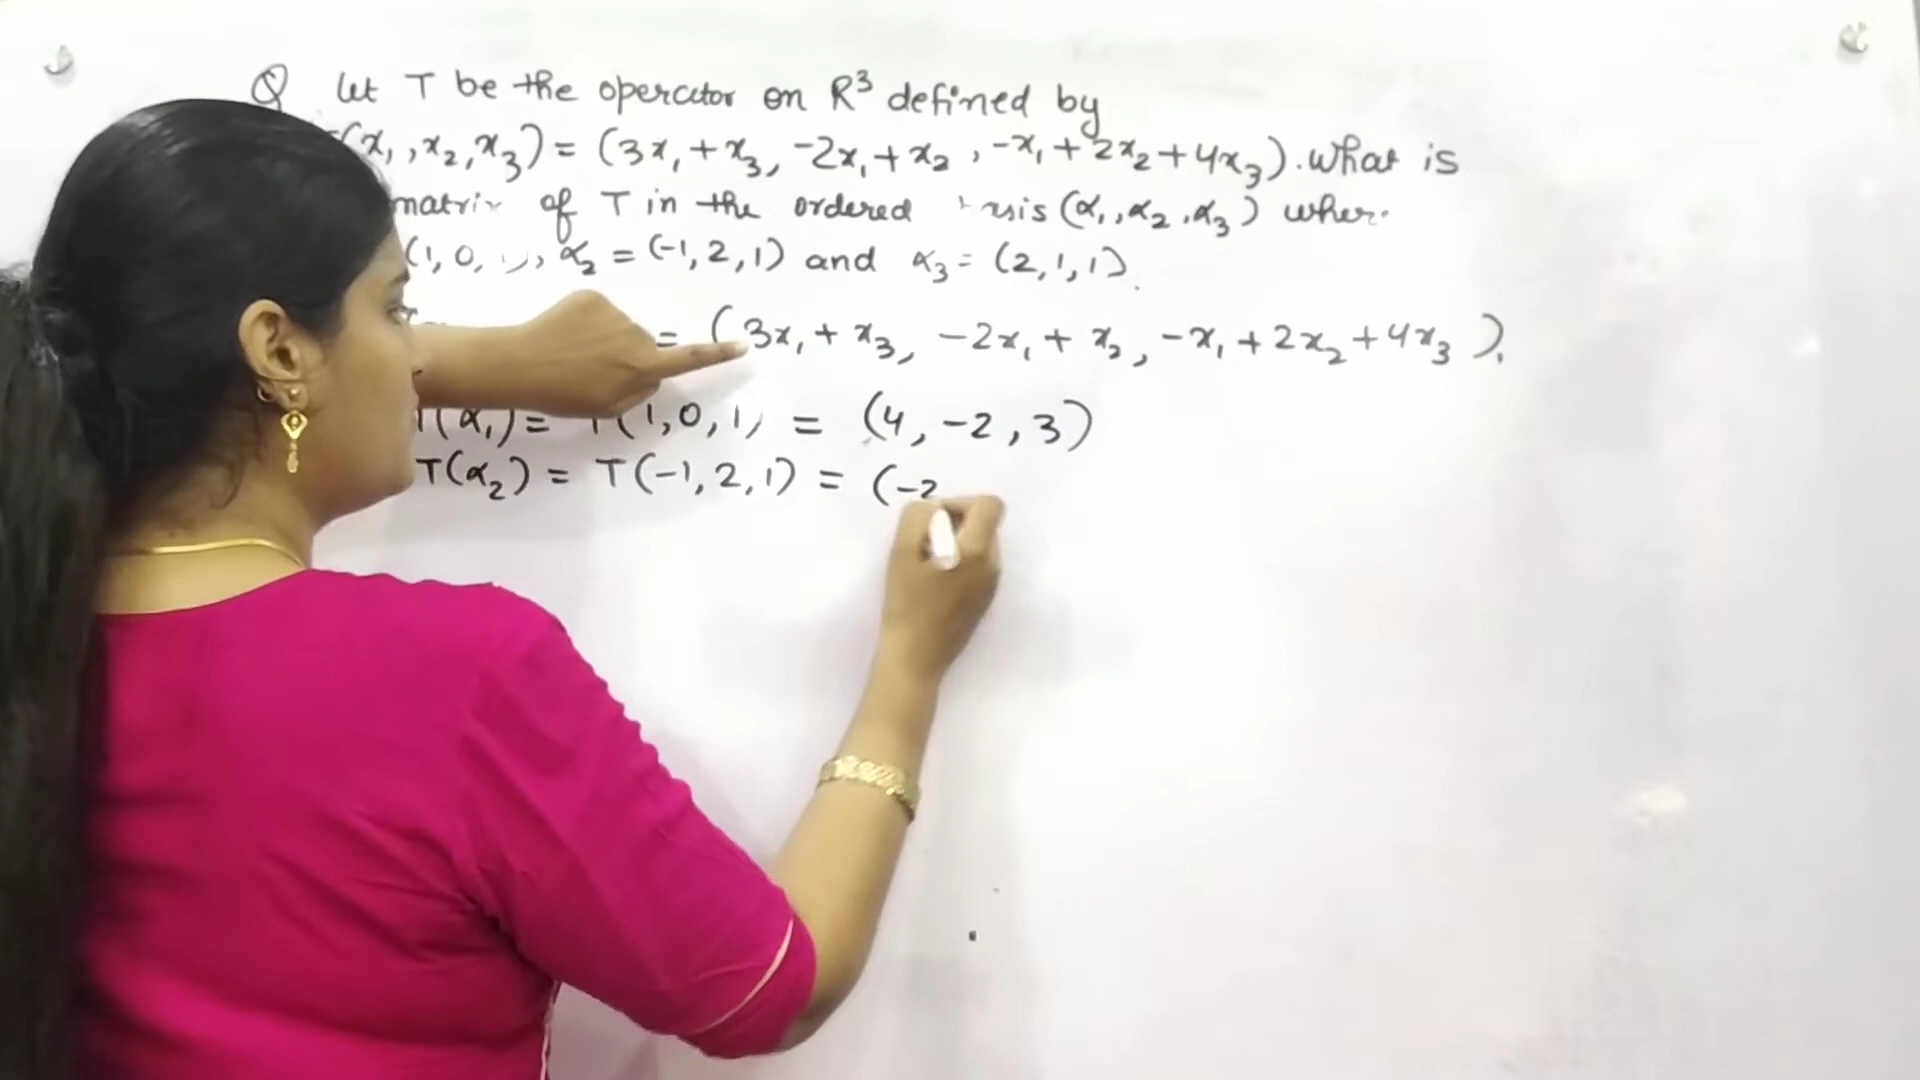 Q let T be the operator on R³ defined by
(x₁,x₂,x₃) = (3x₁+x₃, -2x₁+x₂, -x₁+2x₂+4x₃). What is
matrix of T in the ordered (α₁,α₂,α₃)
(1,0, ), α₂ = (-1,2,1) and α₃ = (2,1,1).
= (3x₁ + x₃, -2x₁ + x₂, -x₁ + 2x₂ + 4x₃).
T(α₁) = T(1,0,1) = (4, -2, 3)
T(α₂) = T(-1, 2, 1) = (-2